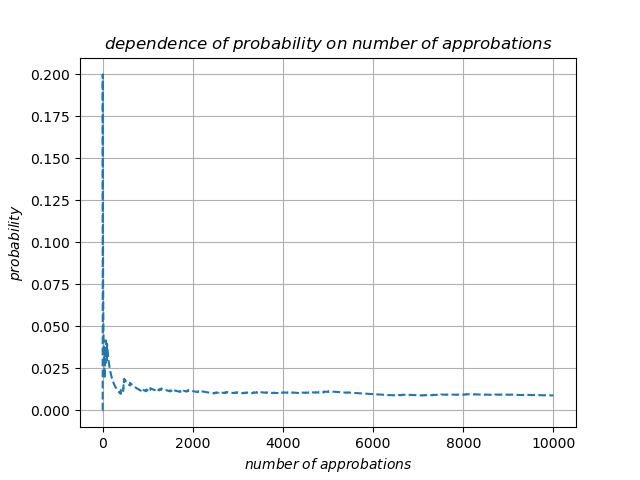 dependence of probability on number of approbations
0.200
0.175
0.150
0.125
0.100
0.075
0.050
0.025
0.000
probability
0 2000 4000 6000 8000 10000
number of approbations